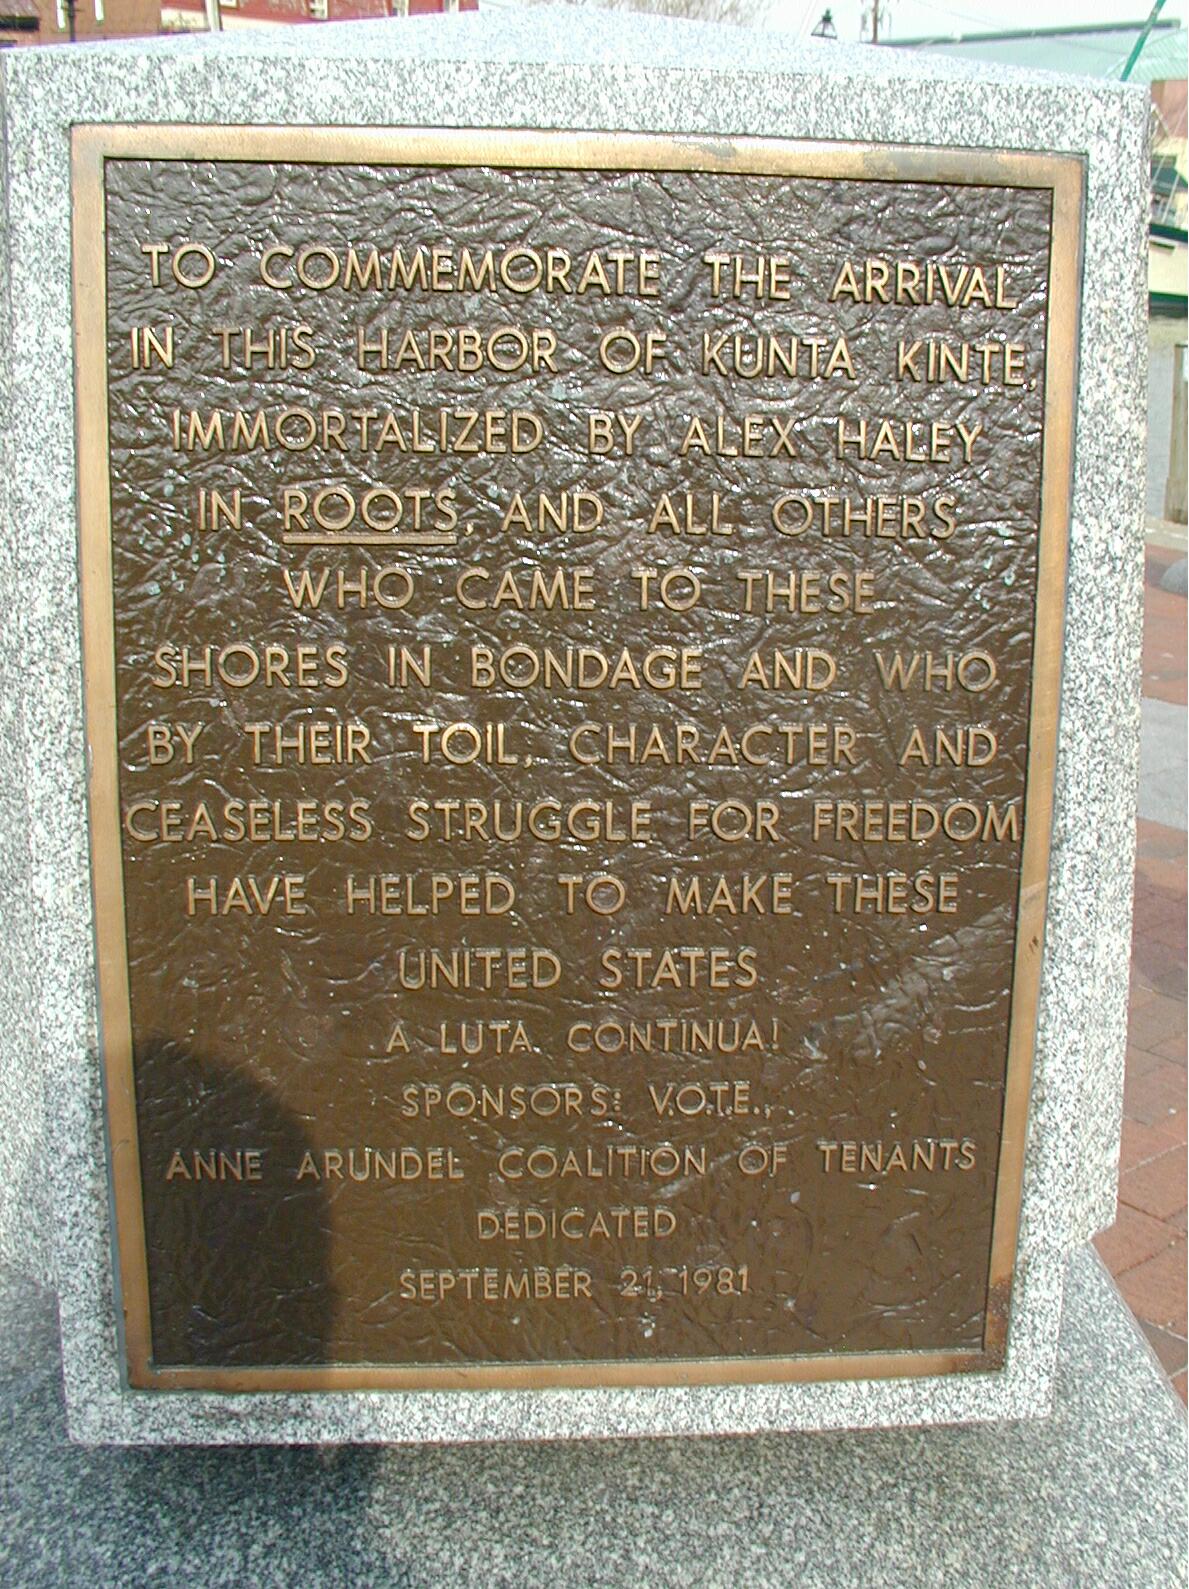 TO COMMEMORATE THE ARRIVAL
IN THIS HARBOR OF KUNTA KINTE,
IMMORTALIZED BY ALEX HALEY
IN ROOTS, AND ALL OTHERS
WHO CAME TO THESE
SHORES IN BONDAGE AND WHO
BY THEIR TOIL, CHARACTER AND
CEASELESS STRUGGLE FOR FREEDOM
HAVE HELPED TO MAKE THESE
UNITED STATES
A LUTA CONTINUA!
SPONSORS: V.O.T.E.,
ANNE ARUNDEL COALITION OF TENANTS
DEDICATED
SEPTEMBER 21, 1981